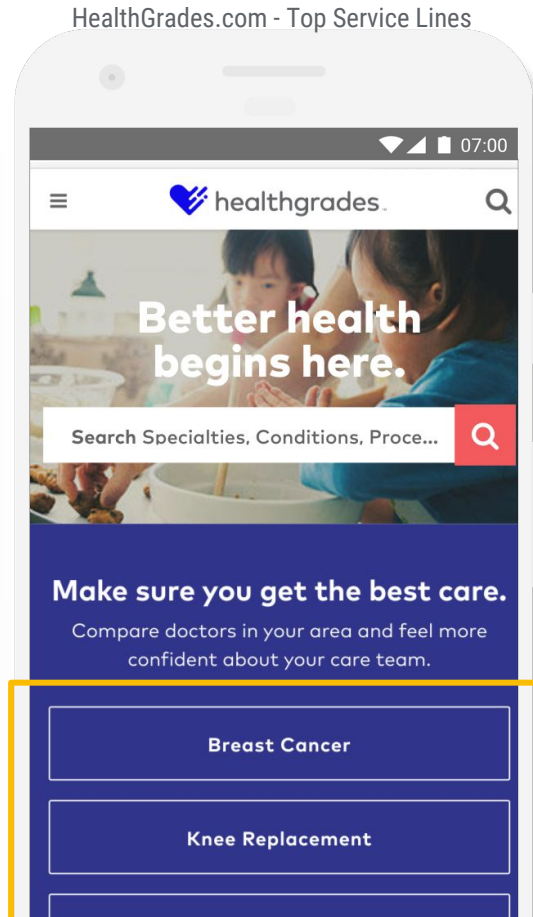 HealthGrades.com - Top Service Lines
07:00
healthgrades
Better health
begins here.
Search Specialties, Conditions, Proce...
Make sure you get the best care.
Compare doctors in your area and feel more
confident about your care team.
Breast Cancer
Knee Replacement